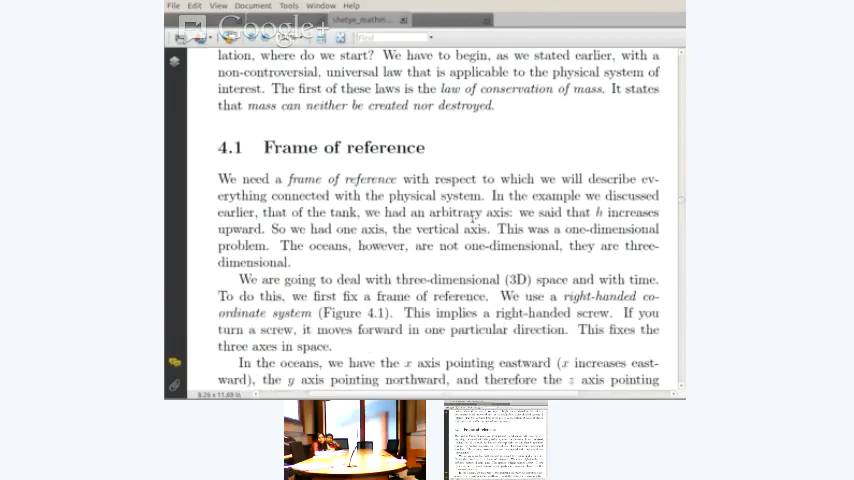 File Edit View Document Tools Window Help
shetye_mathm...
Google+
Find
lation, where do we start? We have to begin, as we stated earlier, with a
non-controversial, universal law that is applicable to the physical system of
interest. The first of these laws is the law of conservation of mass. It states
that mass can neither be created nor destroyed.
4.1 Frame of reference
We need a frame of reference with respect to which we will describe ev-
erything connected with the physical system. In the example we discussed
earlier, that of the tank, we had an arbitrary axis: we said that h increases
upward. So we had one axis, the vertical axis. This was a one-dimensional
problem. The oceans, however, are not one-dimensional, they are three-
dimensional.
We are going to deal with three-dimensional (3D) space and with time.
To do this, we first fix a frame of reference. We use a right-handed co-
ordinate system (Figure 4.1). This implies a right-handed screw. If you
turn a screw, it moves forward in one particular direction. This fixes the
three axes in space.
In the oceans, we have the x axis pointing eastward (x increases east-
ward), the y axis pointing northward, and therefore the z axis pointing
8.26 x 11.69 in